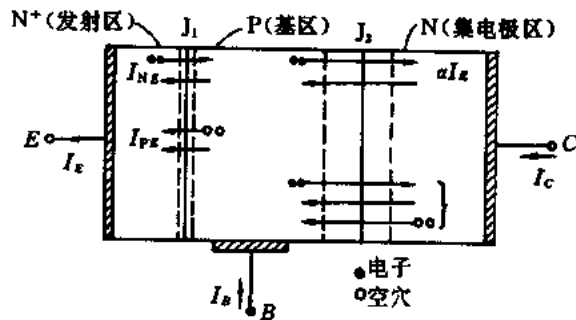 N⁺(发射区) J₁ P(基区) J₂ N(集电极区)
I_NE αI_E
I_PE
E C
I_E I_C
电子
I_B B 空穴